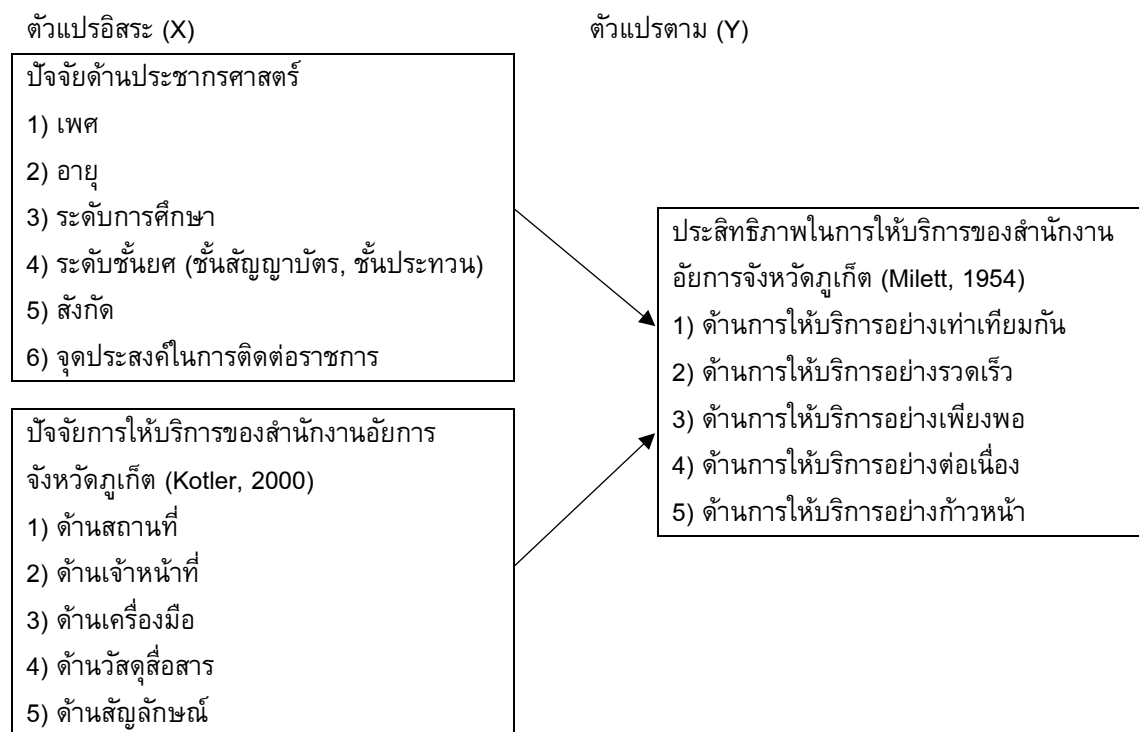 ตัวแปรอิสระ (X)
ตัวแปรตาม (Y)
ปัจจัยด้านประชากรศาสตร์
1) เพศ
2) อายุ
3) ระดับการศึกษา
4) ระดับชั้นยศ (ชั้นสัญญาบัตร, ชั้นประทวน)
5) สังกัด
6) จุดประสงค์ในการติดต่อราชการ
ปัจจัยการให้บริการของสำนักงานอัยการ
จังหวัดภูเก็ต (Kotler, 2000)
1) ด้านสถานที่
2) ด้านเจ้าหน้าที่
3) ด้านเครื่องมือ
4) ด้านวัสดุสื่อสาร
5) ด้านสัญลักษณ์
ประสิทธิภาพในการให้บริการของสำนักงาน
อัยการจังหวัดภูเก็ต (Milett, 1954)
1) ด้านการให้บริการอย่างเท่าเทียมกัน
2) ด้านการให้บริการอย่างรวดเร็ว
3) ด้านการให้บริการอย่างเพียงพอ
4) ด้านการให้บริการอย่างต่อเนื่อง
5) ด้านการให้บริการอย่างก้าวหน้า